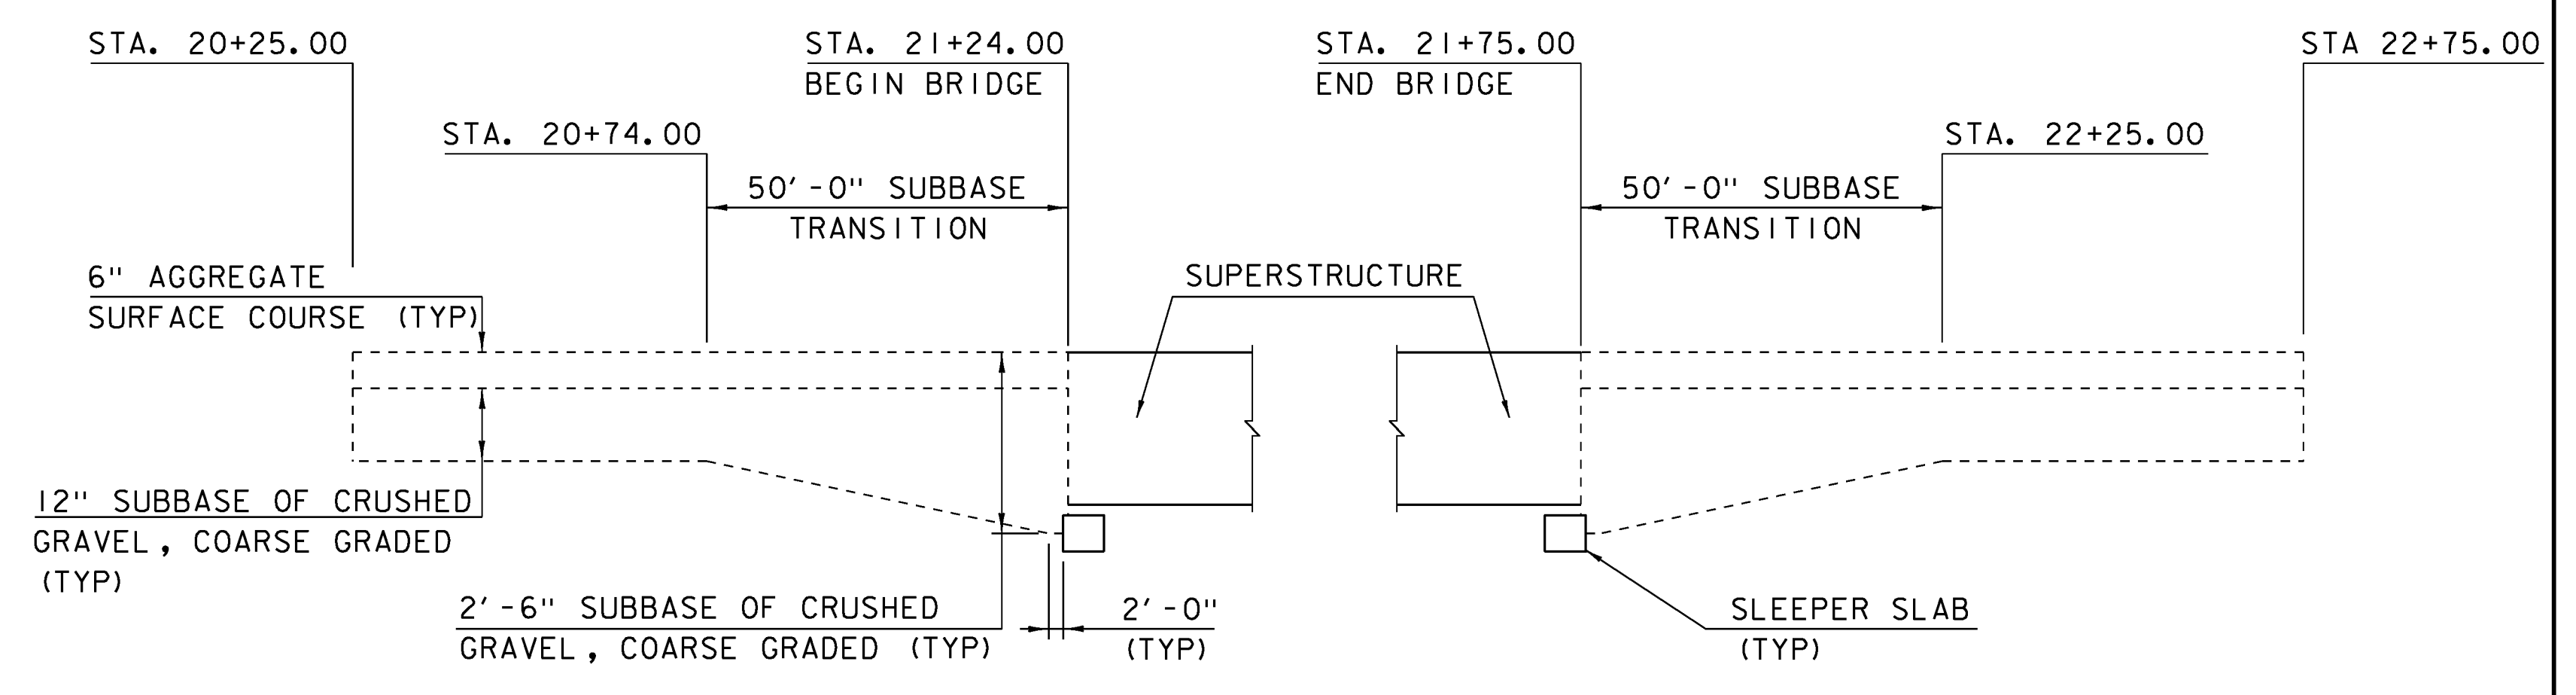 STA. 20+25.00
STA. 21+24.00
BEGIN BRIDGE
STA. 21+75.00
END BRIDGE
STA 22+75.00
STA. 20+74.00
STA. 22+25.00
50'-0" SUBBASE
TRANSITION
50'-0" SUBBASE
TRANSITION
6" AGGREGATE
SURFACE COURSE (TYP)
SUPERSTRUCTURE
12" SUBBASE OF CRUSHED
GRAVEL, COARSE GRADED
(TYP)
2'-6" SUBBASE OF CRUSHED
GRAVEL, COARSE GRADED (TYP)
2'-0"
(TYP)
SLEEPER SLAB
(TYP)